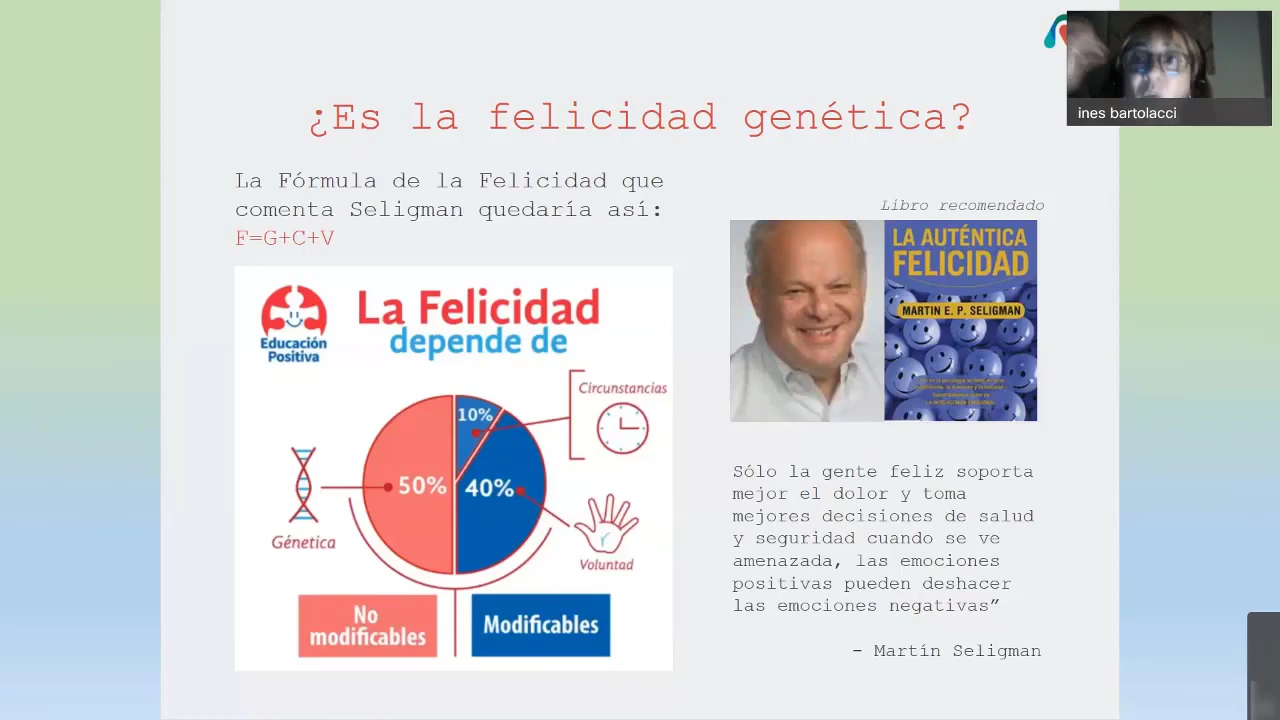 ines bartolacci
¿Es la felicidad genética?
La Fórmula de la Felicidad que
comenta Seligman quedaría así:
F=G+C+V
Educación
Positiva
La Felicidad
depende de
Circunstancias
10%
50%
40%
Génetica
Voluntad
No
modificables
Modificables
Libro recomendado
LA AUTÉNTICA
FELICIDAD
MARTIN E. P. SELIGMAN
Sólo la gente feliz soporta
mejor el dolor y toma
mejores decisiones de salud
y seguridad cuando se ve
amenazada, las emociones
positivas pueden deshacer
las emociones negativas”
- Martín Seligman